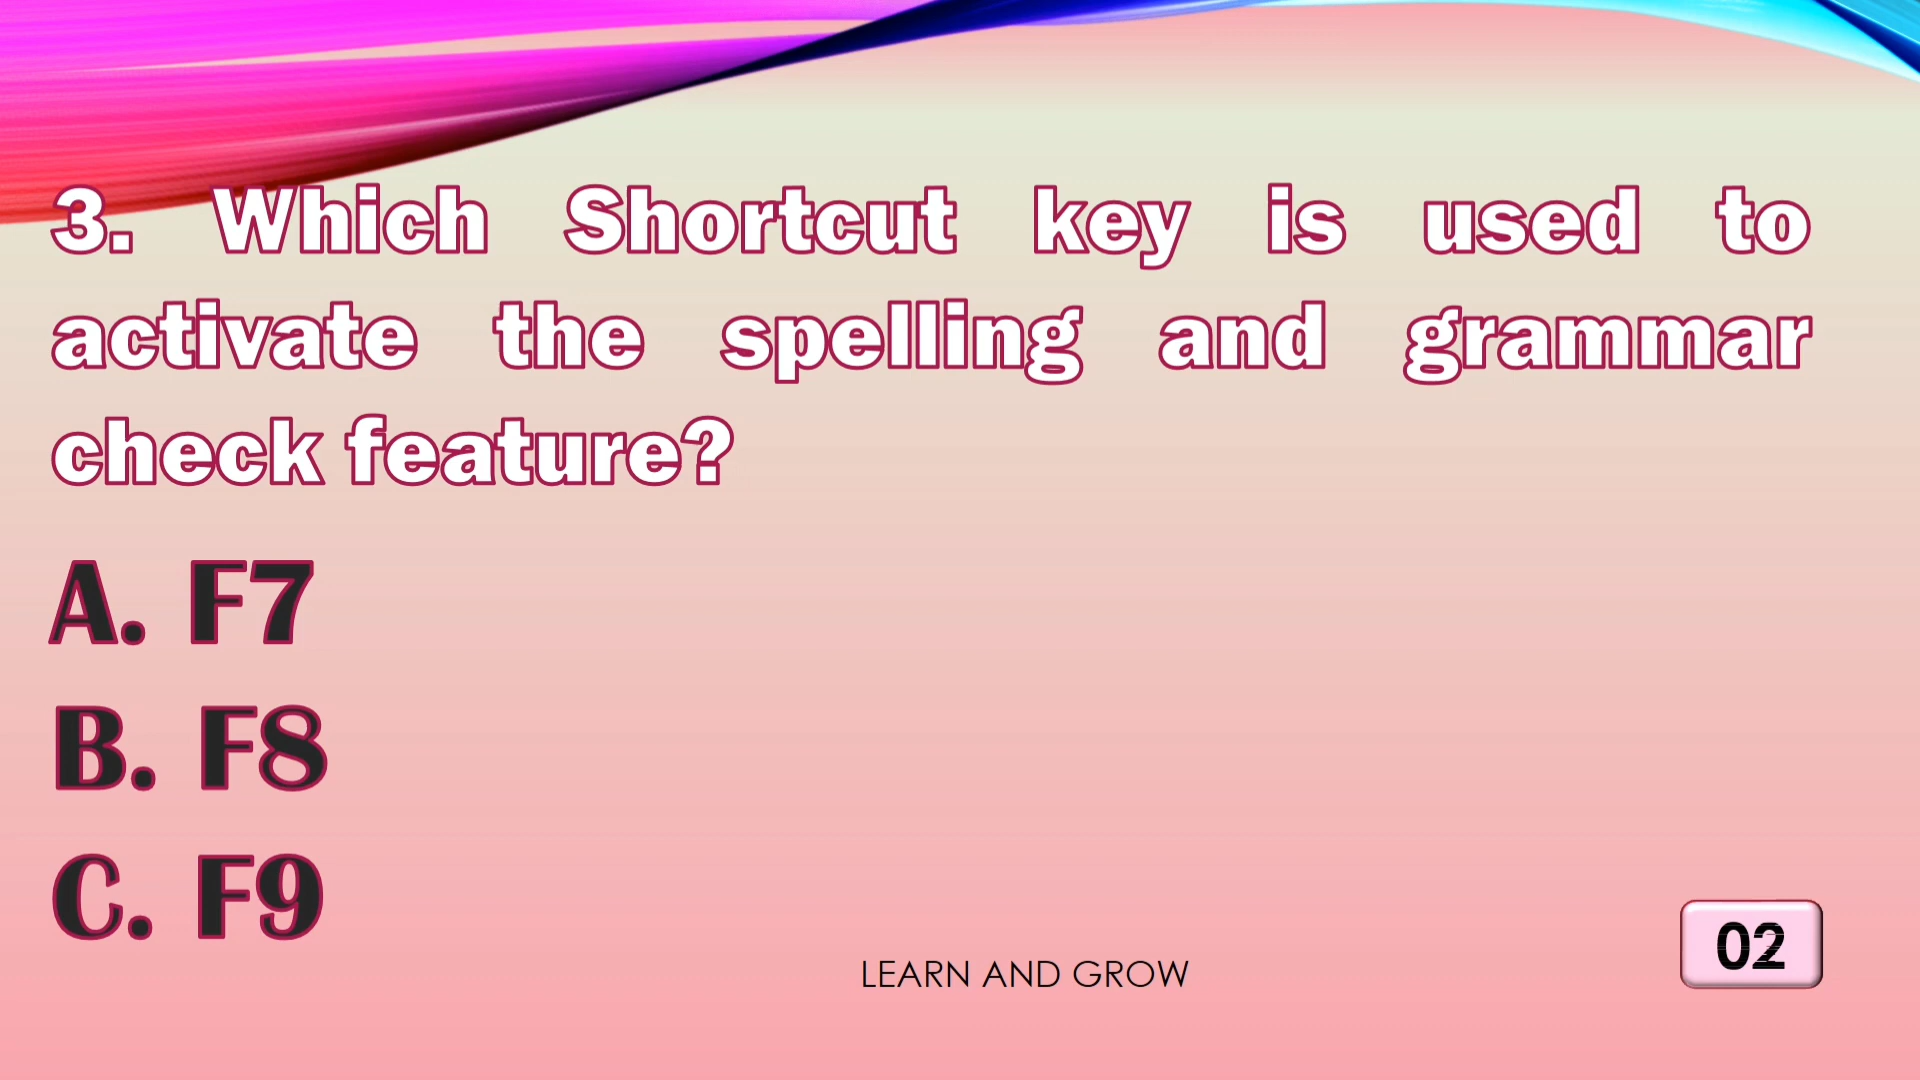 3. Which Shortcut key is used to
activate the spelling and grammar
check feature?
A. F7
B. F8
C. F9
LEARN AND GROW
02